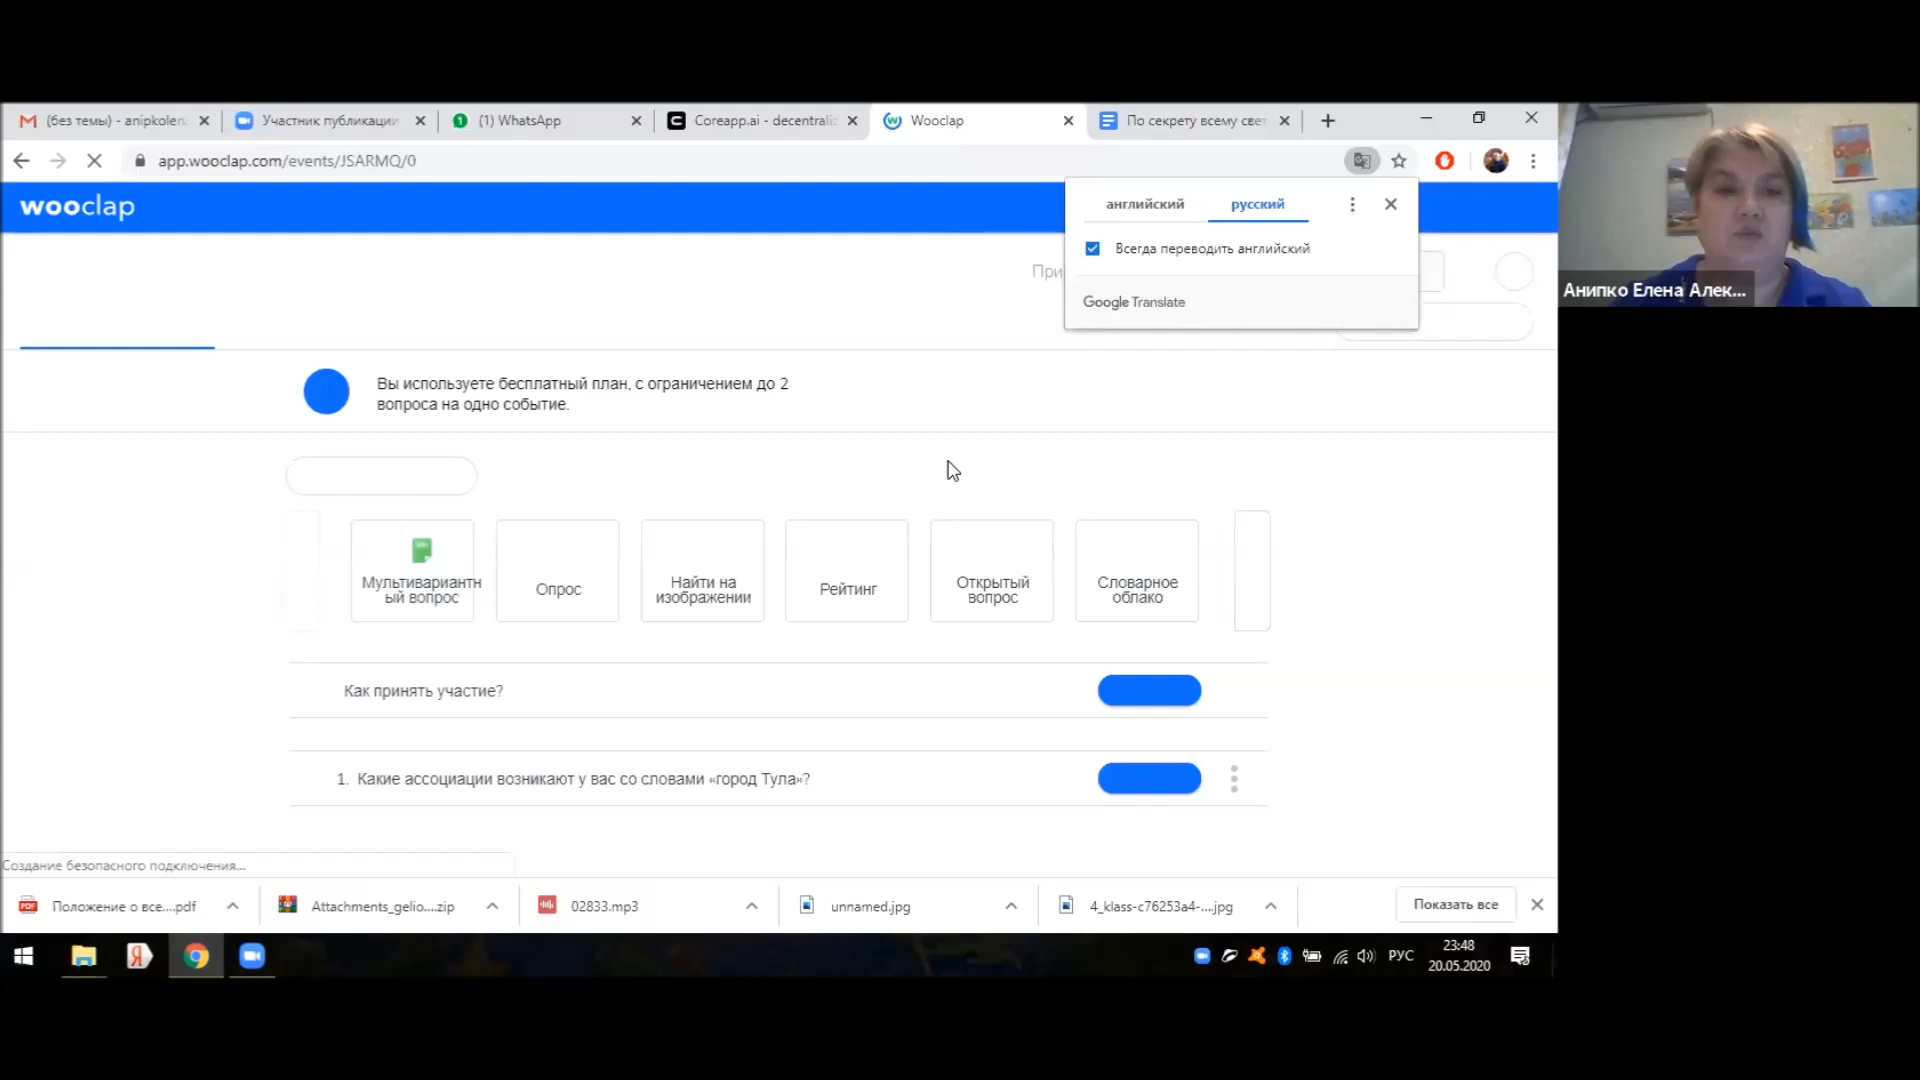 (без темы) - anipkolen
Участник публикации
(1) WhatsApp
Coreapp.ai - decentraliz
Wooclap
По секрету всему свет
app.wooclap.com/events/JSARMQ/0
wooclap
английский
русский
При
Всегда переводить английский
Google Translate
Анипко Елена Алек...
Вы используете бесплатный план, с ограничением до 2
вопроса на одно событие.
Мультивариантн
ый вопрос
Опрос
Найти на
изображении
Рейтинг
Открытый
вопрос
Словарное
облако
Как принять участие?
1. Какие ассоциации возникают у вас со словами «город Тула»?
Создание безопасного подключения...
Положение о все....pdf
Attachments_gelio....zip
02833.mp3
unnamed.jpg
4_klass-c76253a4-....jpg
Показать все
РУС
23:48
20.05.2020